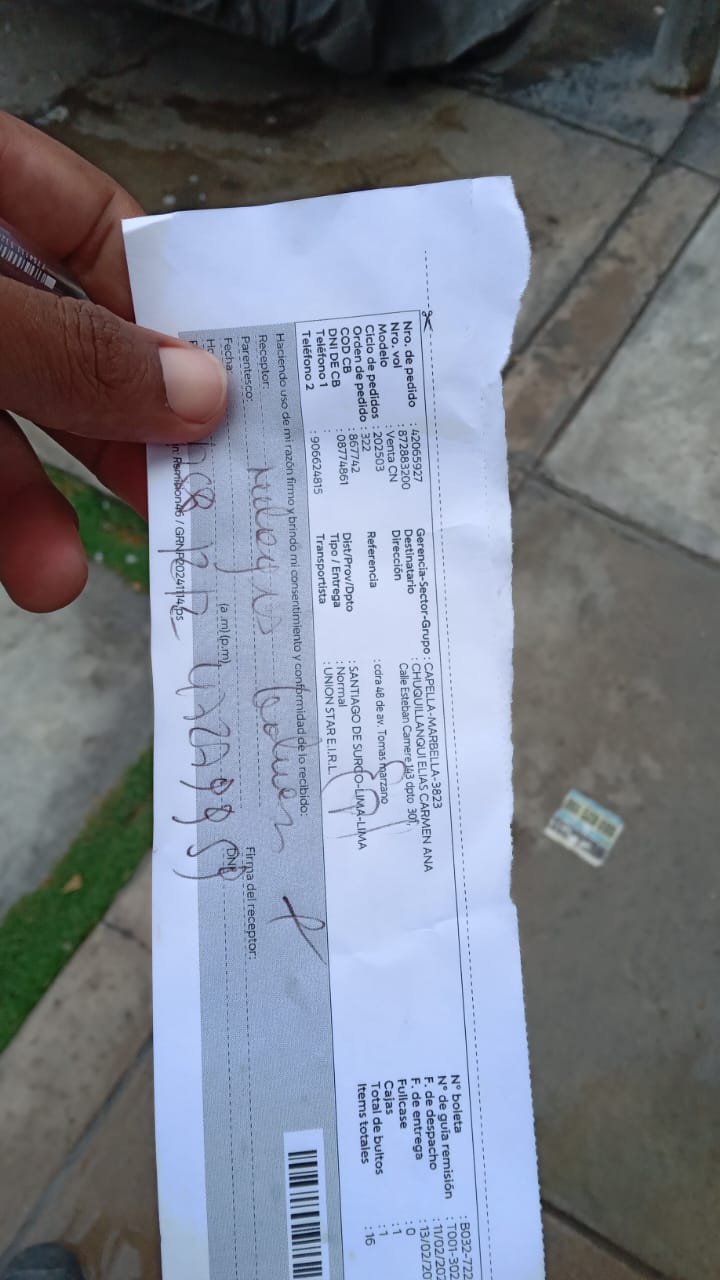 Nro. de pedido : 42065927
Nro. vol : 872883200
Modelo : Venta CN
Ciclo de pedidos : 202503
Orden de pedido : 322
COD CB : 867742
DNI DE CB : 08774861
Teléfono 1 :
Teléfono 2 : 906624815
Gerencia-Sector-Grupo : CAPELLA-MARBELLA-3823
Destinatario : CHUQUILLANQUI ELIAS CARMEN ANA
Dirección Calle Esteban Camere 143 dpto 301,
Referencia : cdra 48 de av. Tomas marzano
Dist/Prov/Dpto : SANTIAGO DE SURCO-LIMA-LIMA
Tipo / Entrega : Normal
Transportista : UNION STAR E.I.R.L.
N° boleta : B032-722
N° de guía remisión : T001-302
F. de despacho : 11/02/202
F. de entrega : 13/02/20
Fullcase : 0
Cajas : 1
Total de bultos : 1
Items totales : 16
Haciendo uso de mi razón firmo y brindo mi consentimiento y conformidad de lo recibido:
Receptor:
Parentesco: Firma del receptor:
Fecha: (a.m) (p.m) DNI
/ GRNP20241114.ps